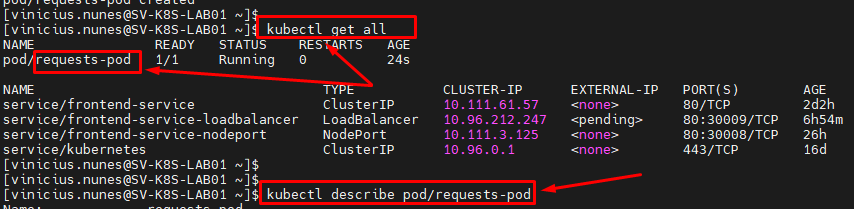 pod/requests-pod created
[vinicius.nunes@SV-K8S-LAB01 ~]$
[vinicius.nunes@SV-K8S-LAB01 ~]$ kubectl get all
NAME READY STATUS RESTARTS AGE
pod/requests-pod 1/1 Running 0 24s
NAME TYPE CLUSTER-IP EXTERNAL-IP PORT(S) AGE
service/frontend-service ClusterIP 10.111.61.57 <none> 80/TCP 2d2h
service/frontend-service-loadbalancer LoadBalancer 10.96.212.247 <pending> 80:30009/TCP 6h54m
service/frontend-service-nodeport NodePort 10.111.3.125 <none> 80:30008/TCP 26h
service/kubernetes ClusterIP 10.96.0.1 <none> 443/TCP 16d
[vinicius.nunes@SV-K8S-LAB01 ~]$
[vinicius.nunes@SV-K8S-LAB01 ~]$
[vinicius.nunes@SV-K8S-LAB01 ~]$ kubectl describe pod/requests-pod
Name: requests-pod